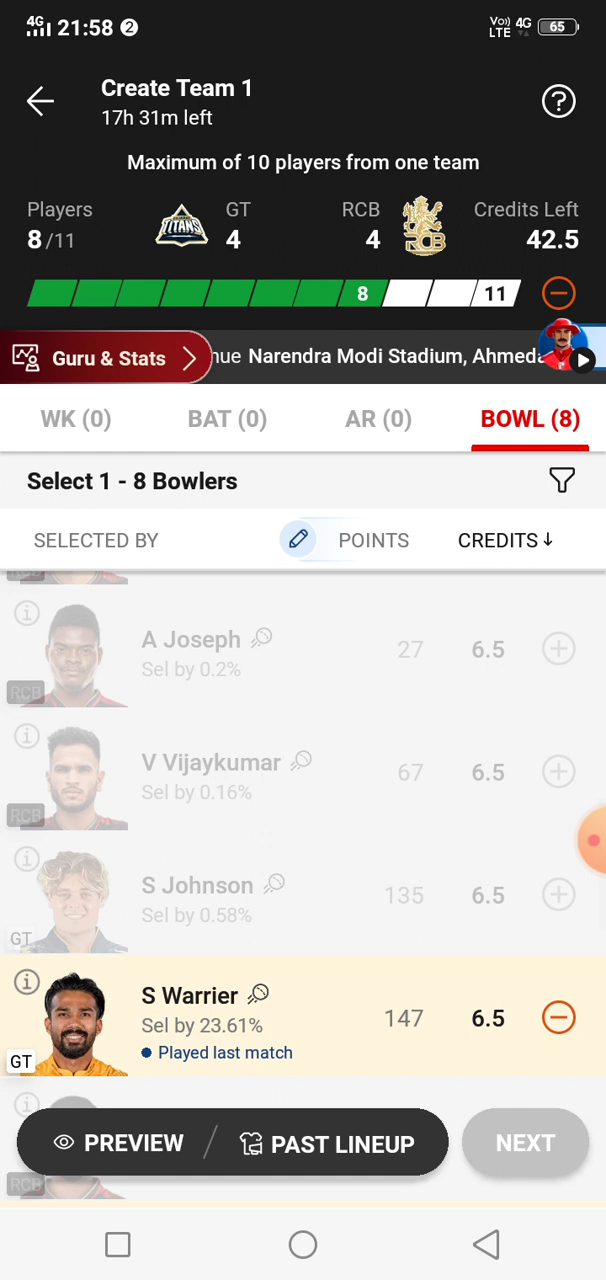 4G 21:58 2 Vo)) LTE 4G 65
Create Team 1
17h 31m left
Maximum of 10 players from one team
Players GT RCB Credits Left
8/11 TITANS 4 4 RCB 42.5
8 11
Guru & Stats nue Narendra Modi Stadium, Ahmeda
WK (0) BAT (0) AR (0) BOWL (8)
Select 1 - 8 Bowlers
SELECTED BY POINTS CREDITS↓
RCB
A Joseph
Sel by 0.2%
27 6.5
RCB
V Vijaykumar
Sel by 0.16%
67 6.5
RCB
S Johnson
Sel by 0.58%
135 6.5
GT
S Warrier
Sel by 23.61%
147 6.5
Played last match
GT
PREVIEW / PAST LINEUP NEXT
RCB